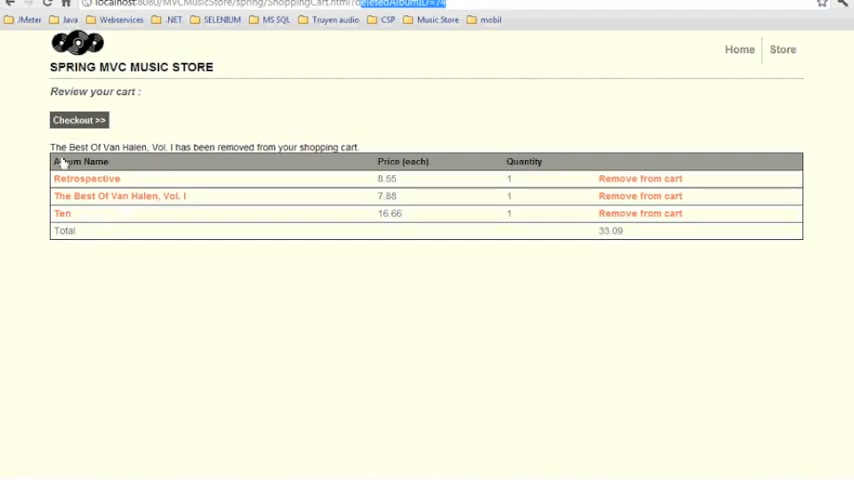 localhost:8080/MVCMusicStore/spring/ShoppingCart.html?deletedAlbumID=74
JMeter Java Webservices .NET SELENIUM MS SQL Truyen audio CSP Music Store mobil
Home Store
SPRING MVC MUSIC STORE
Review your cart :
Checkout >>
The Best Of Van Halen, Vol. I has been removed from your shopping cart.
Album Name Price (each) Quantity
Retrospective 8.55 1 Remove from cart
The Best Of Van Halen, Vol. I 7.88 1 Remove from cart
Ten 16.66 1 Remove from cart
Total 33.09